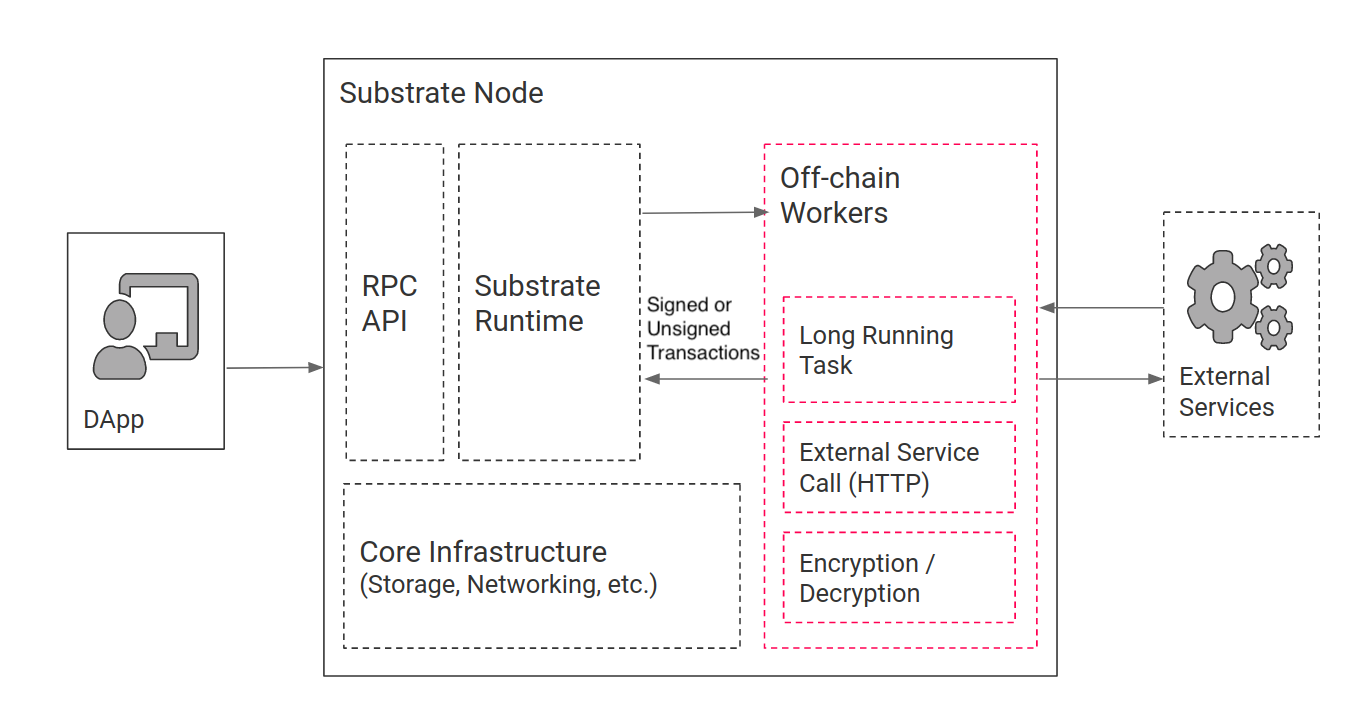 Substrate Node
DApp
RPC
API
Substrate
Runtime
Signed or
Unsigned
Transactions
Core Infrastructure
(Storage, Networking, etc.)
Off-chain
Workers
Long Running
Task
External Service
Call (HTTP)
Encryption /
Decryption
External
Services